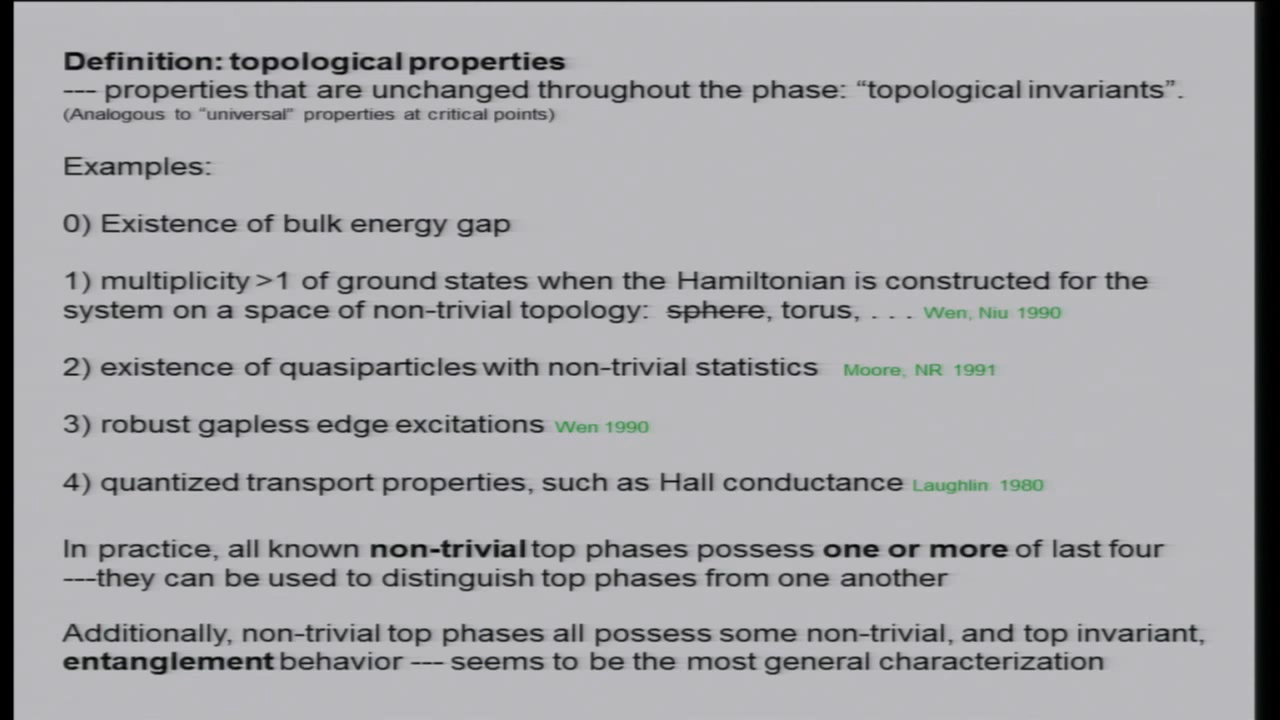 Definition: topological properties
--- properties that are unchanged throughout the phase: “topological invariants”.
(Analogous to “universal” properties at critical points)
Examples:
0) Existence of bulk energy gap
1) multiplicity >1 of ground states when the Hamiltonian is constructed for the
system on a space of non-trivial topology: sphere, torus, . . . Wen, Niu 1990
2) existence of quasiparticles with non-trivial statistics Moore, NR 1991
3) robust gapless edge excitations Wen 1990
4) quantized transport properties, such as Hall conductance Laughlin 1980
In practice, all known non-trivial top phases possess one or more of last four
---they can be used to distinguish top phases from one another
Additionally, non-trivial top phases all possess some non-trivial, and top invariant,
entanglement behavior --- seems to be the most general characterization